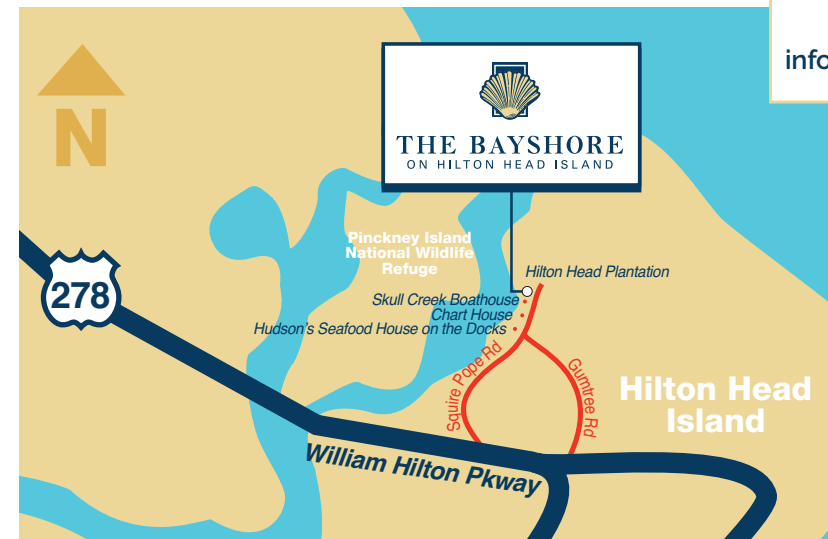 info
N
THE BAYSHORE
ON HILTON HEAD ISLAND
Pinckney Island
National Wildlife
Refuge
Hilton Head Plantation
278
Skull Creek Boathouse
Chart House
Hudson's Seafood House on the Docks
Squire Pope Rd
Gumtree Rd
Hilton Head
Island
William Hilton Pkway